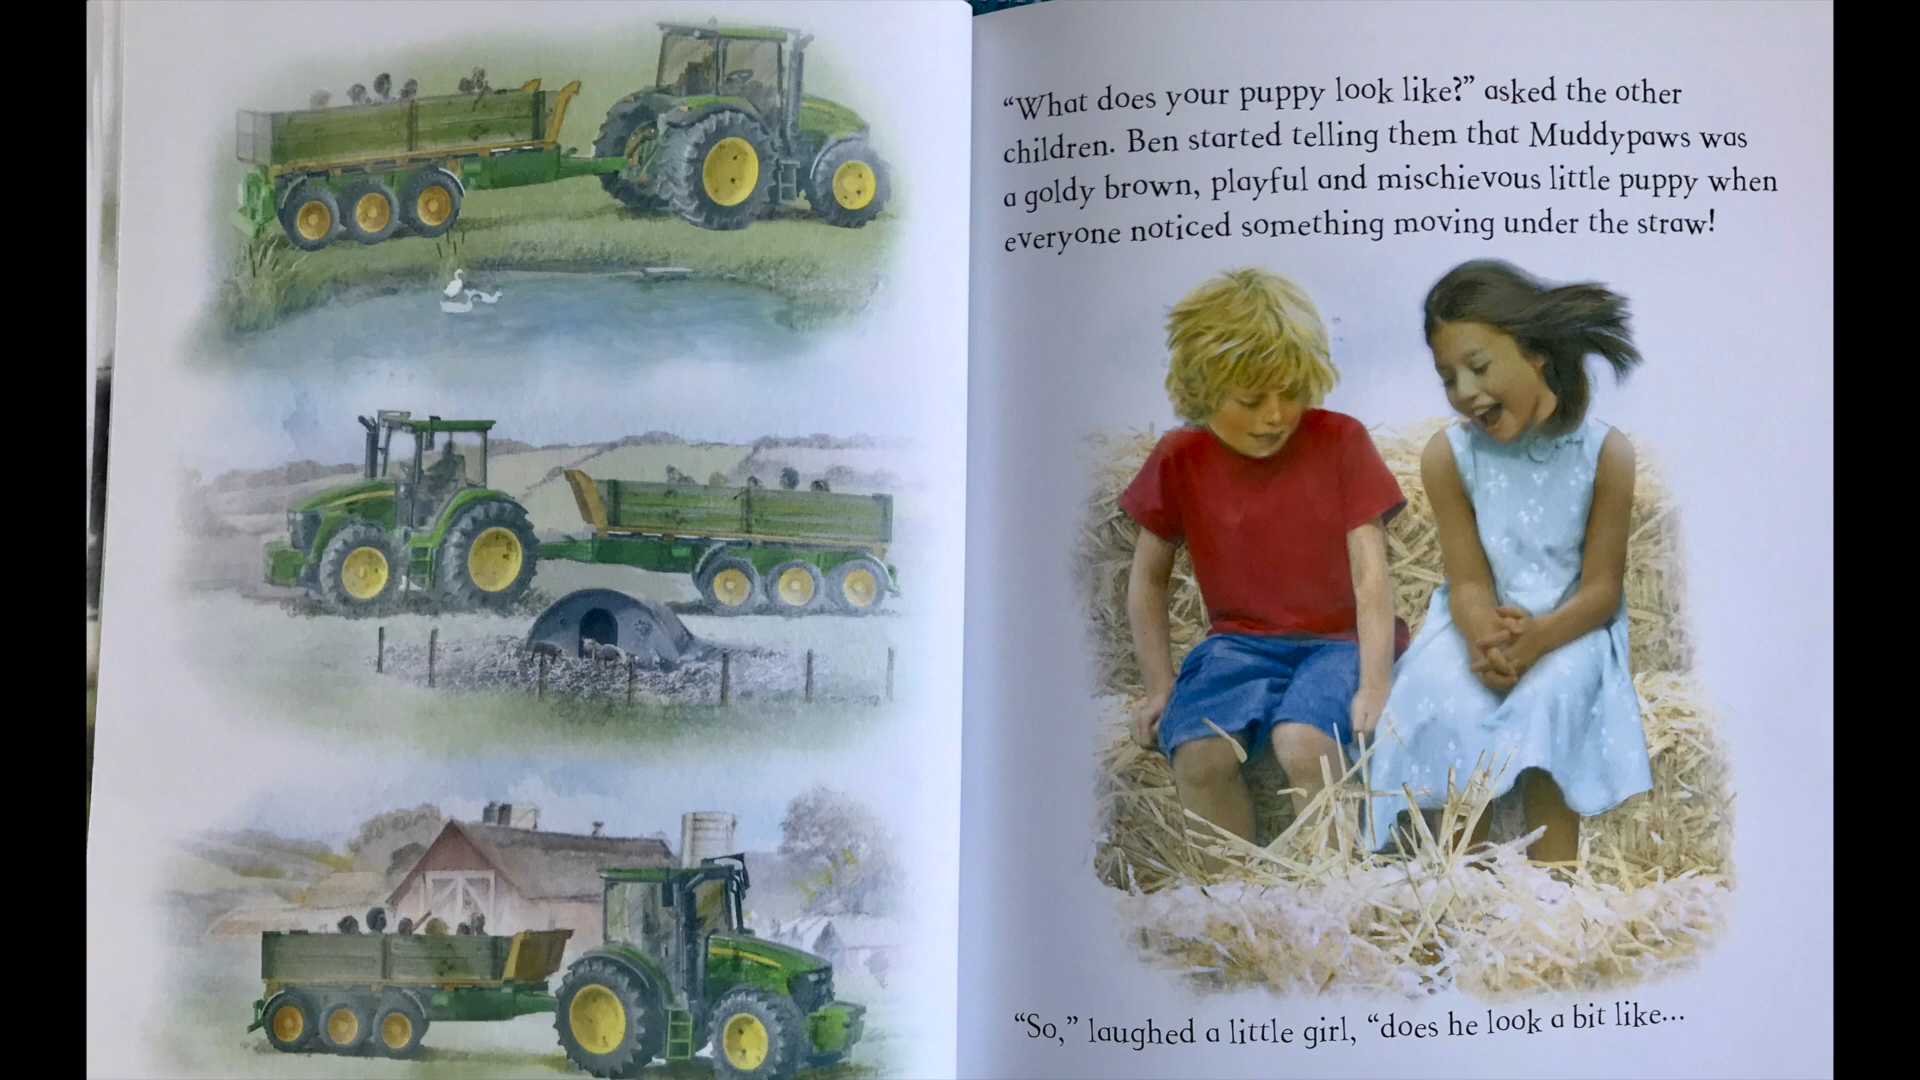 “What does your puppy look like?” asked the other
children. Ben started telling them that Muddypaws was
a goldy brown, playful and mischievous little puppy when
everyone noticed something moving under the straw!
“So,” laughed a little girl, “does he look a bit like...